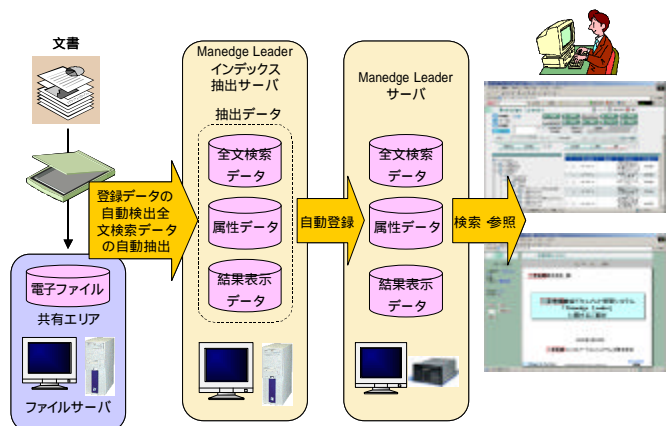 文書
電子ファイル
共有エリア
ファイルサーバ
登録データの
自動検出全
文検索データ
の自動抽出
Manedge Leader
インデックス
抽出サーバ
抽出データ
全文検索
データ
属性データ
結果表示
データ
自動登録
Manedge Leader
サーバ
全文検索
データ
属性データ
結果表示
データ
検索・参照
「Manedge Leader」